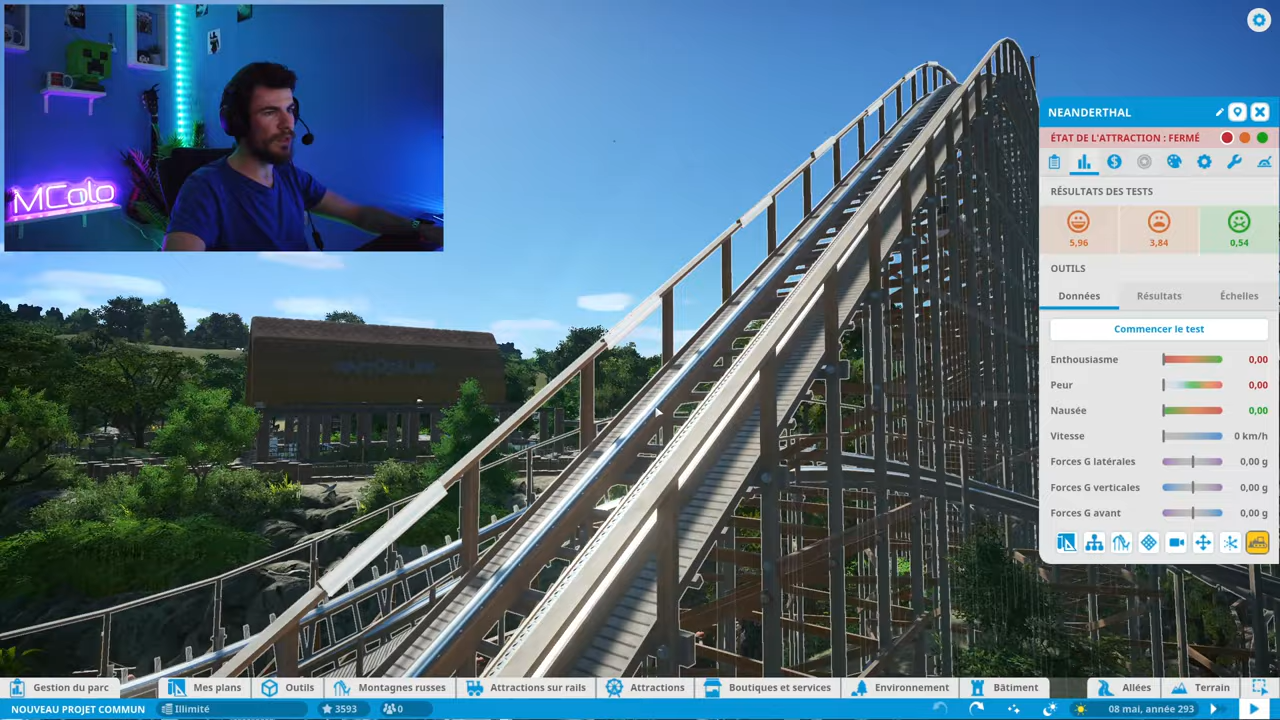 MColo
NEANDERTHAL
ÉTAT DE L'ATTRACTION : FERMÉ
RÉSULTATS DES TESTS
5,96
3,84
0,54
OUTILS
Données
Résultats
Échelles
Commencer le test
Enthousiasme 0,00
Peur 0,00
Nausée 0,00
Vitesse 0 km/h
Forces G latérales 0,00 g
Forces G verticales 0,00 g
Forces G avant 0,00 g
Gestion du parc
Mes plans
Outils
Montagnes russes
Attractions sur rails
Attractions
Boutiques et services
Environnement
Bâtiment
Allées
Terrain
NOUVEAU PROJET COMMUN
Illimité
3593
0
08 mai, année 293